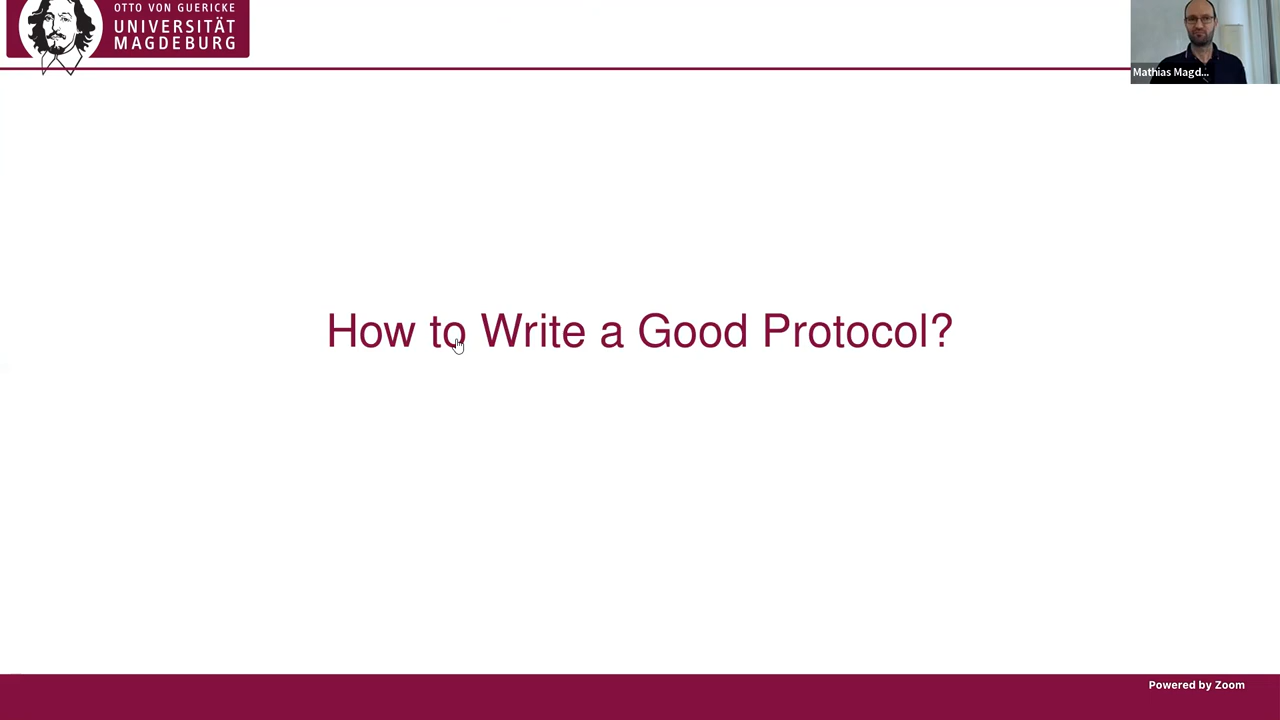 OTTO VON GUERICKE
UNIVERSITÄT
MAGDEBURG
Mathias Magd...
How to Write a Good Protocol?
Powered by Zoom